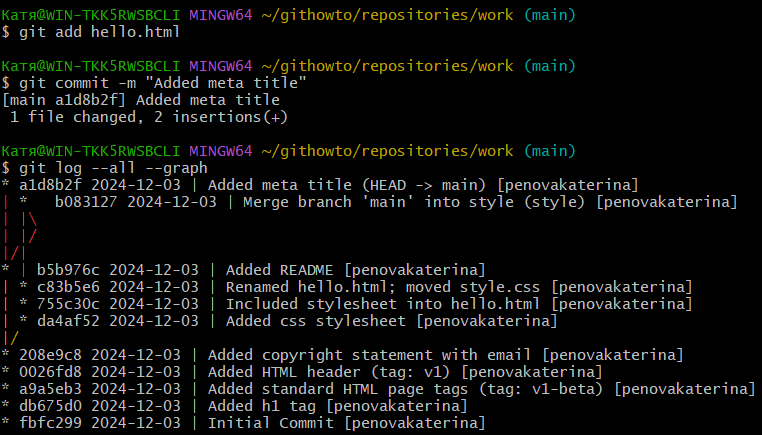 Катя@WIN-TKK5RWSBCLI MINGW64 ~/githowto/repositories/work (main)
$ git add hello.html

Катя@WIN-TKK5RWSBCLI MINGW64 ~/githowto/repositories/work (main)
$ git commit -m "Added meta title"
[main a1d8b2f] Added meta title
 1 file changed, 2 insertions(+)

Катя@WIN-TKK5RWSBCLI MINGW64 ~/githowto/repositories/work (main)
$ git log --all --graph
* a1d8b2f 2024-12-03 | Added meta title (HEAD -> main) [penovakaterina]
| *   b083127 2024-12-03 | Merge branch 'main' into style (style) [penovakaterina]
| |\
| |/
|/|
* | b5b976c 2024-12-03 | Added README [penovakaterina]
| * c83b5e6 2024-12-03 | Renamed hello.html; moved style.css [penovakaterina]
| * 755c30c 2024-12-03 | Included stylesheet into hello.html [penovakaterina]
| * da4af52 2024-12-03 | Added css stylesheet [penovakaterina]
|/
* 208e9c8 2024-12-03 | Added copyright statement with email [penovakaterina]
* 0026fd8 2024-12-03 | Added HTML header (tag: v1) [penovakaterina]
* a9a5eb3 2024-12-03 | Added standard HTML page tags (tag: v1-beta) [penovakaterina]
* db675d0 2024-12-03 | Added h1 tag [penovakaterina]
* fbfc299 2024-12-03 | Initial Commit [penovakaterina]